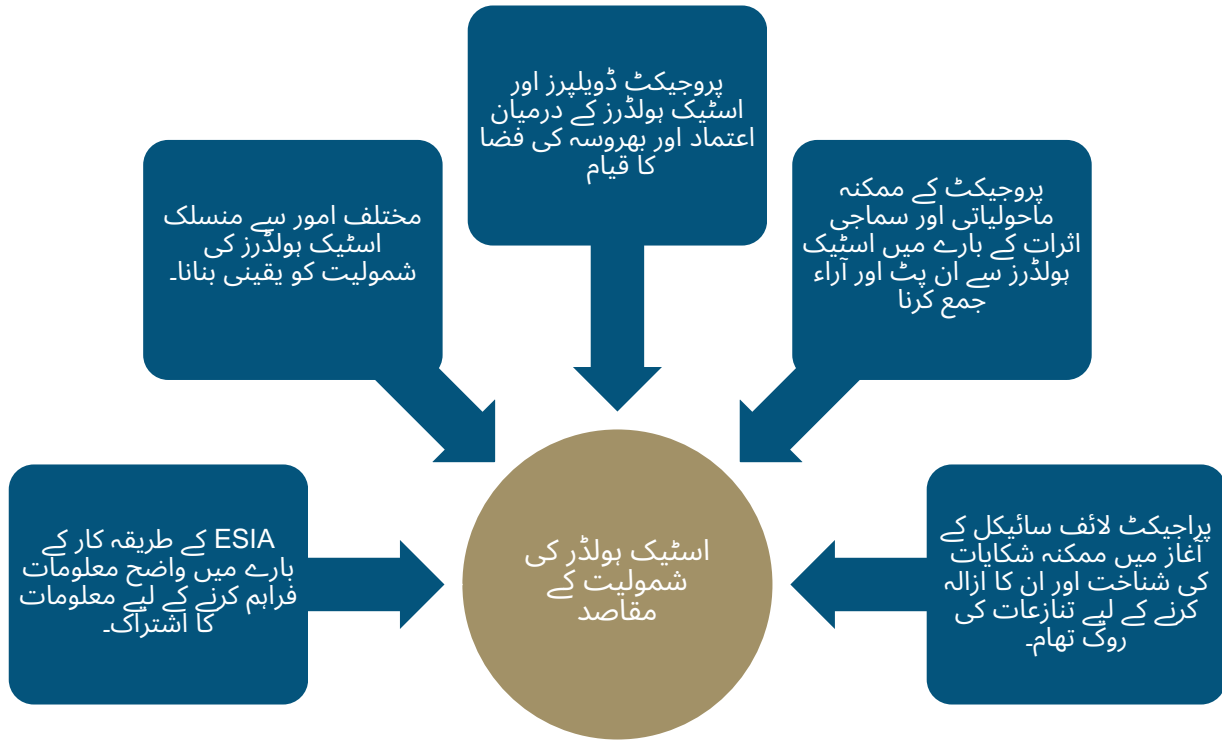 پروجیکٹ ڈویلپرز اور
اسٹیک ہولڈرز کے درمیان
اعتماد اور بھروسہ کی فضا
کا قیام
پروجیکٹ کے ممکنہ
ماحولیاتی اور سماجی
اثرات کے بارے میں اسٹیک
ہولڈرز سے ان پٹ اور آراء
جمع کرنا
مختلف امور سے منسلک
اسٹیک ہولڈرز کی
شمولیت کو یقینی بنانا۔
پراجیکٹ لائف سائیکل کے
آغاز میں ممکنہ شکایات
کی شناخت اور ان کا ازالہ
کرنے کے لیے تنازعات کی
روک تھام۔
اسٹیک ہولڈر کی
شمولیت کے
مقاصد
ESIA کے طریقہ کار کے
بارے میں واضح معلومات
فراہم کرنے کے لیے معلومات
کا اشتراک۔